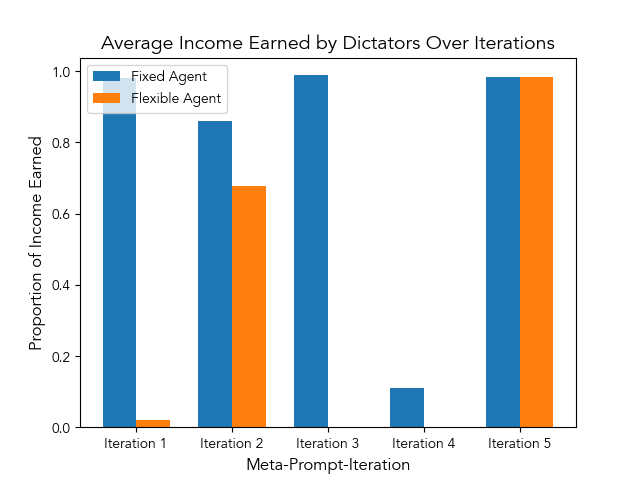 Average Income Earned by Dictators Over Iterations
Fixed Agent
Flexible Agent
1.0
0.8
0.6
0.4
0.2
0.0
Proportion of Income Earned
Iteration 1
Iteration 2
Iteration 3
Iteration 4
Iteration 5
Meta-Prompt-Iteration